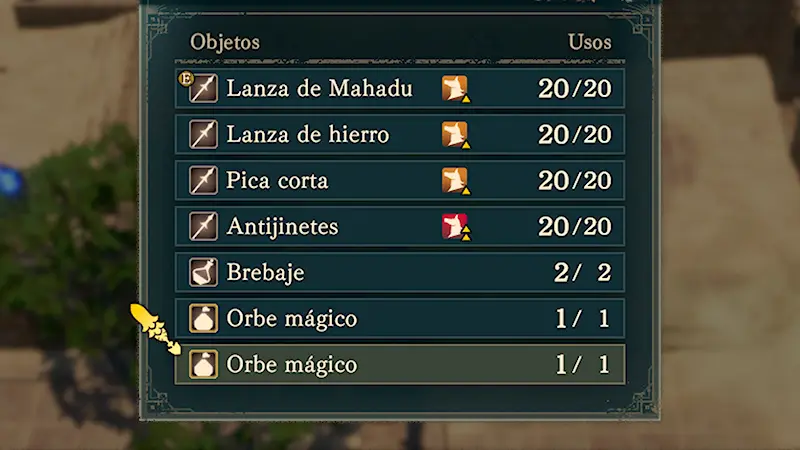 Objetos Usos
E Lanza de Mahadu 20/20
Lanza de hierro 20/20
Pica corta 20/20
Antijinetes 20/20
Brebaje 2/ 2
Orbe mágico 1/ 1
Orbe mágico 1/ 1